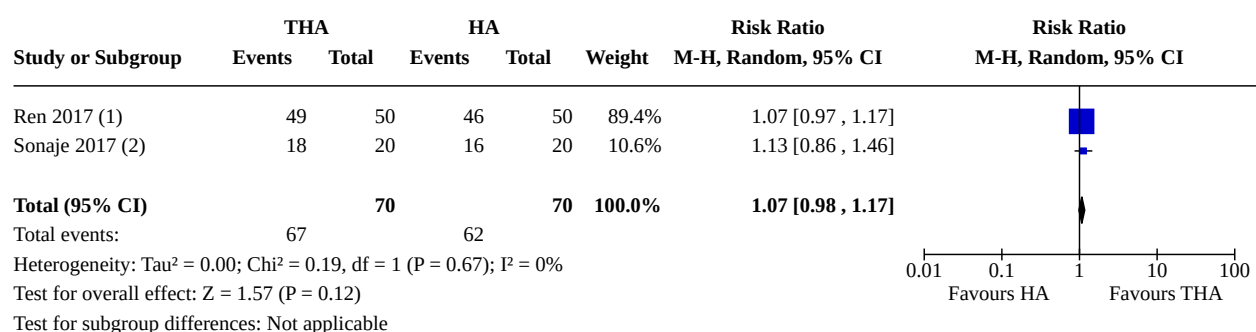 THA HA Risk Ratio Risk Ratio
Study or Subgroup Events Total Events Total Weight M-H, Random, 95% CI M-H, Random, 95% CI
Ren 2017 (1) 49 50 46 50 89.4% 1.07 [0.97 , 1.17]
Sonaje 2017 (2) 18 20 16 20 10.6% 1.13 [0.86 , 1.46]
Total (95% CI) 70 70 100.0% 1.07 [0.98 , 1.17]
Total events: 67 62
Heterogeneity: Tau² = 0.00; Chi² = 0.19, df = 1 (P = 0.67); I² = 0%
0.01 0.1 1 10 100
Test for overall effect: Z = 1.57 (P = 0.12)
Favours HA Favours THA
Test for subgroup differences: Not applicable